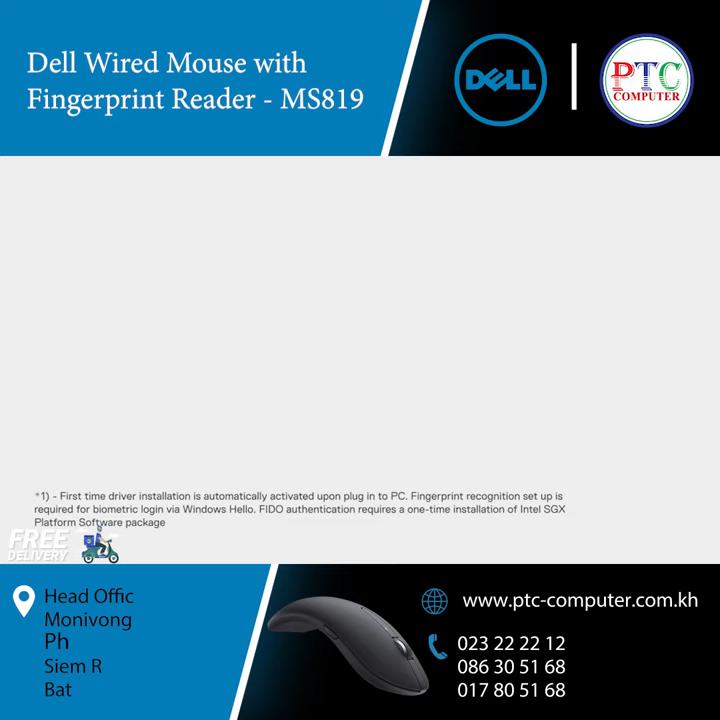 Dell Wired Mouse with
Fingerprint Reader - MS819
DELL
PTC
COMPUTER
*1) - First time driver installation is automatically activated upon plug in to PC. Fingerprint recognition set up is
required for biometric login via Windows Hello. FIDO authentication requires a one-time installation of Intel SGX
Platform Software package
FREE
DELIVERY
Head Offic
Monivong
Ph
Siem R
Bat
www.ptc-computer.com.kh
023 22 22 12
086 30 51 68
017 80 51 68